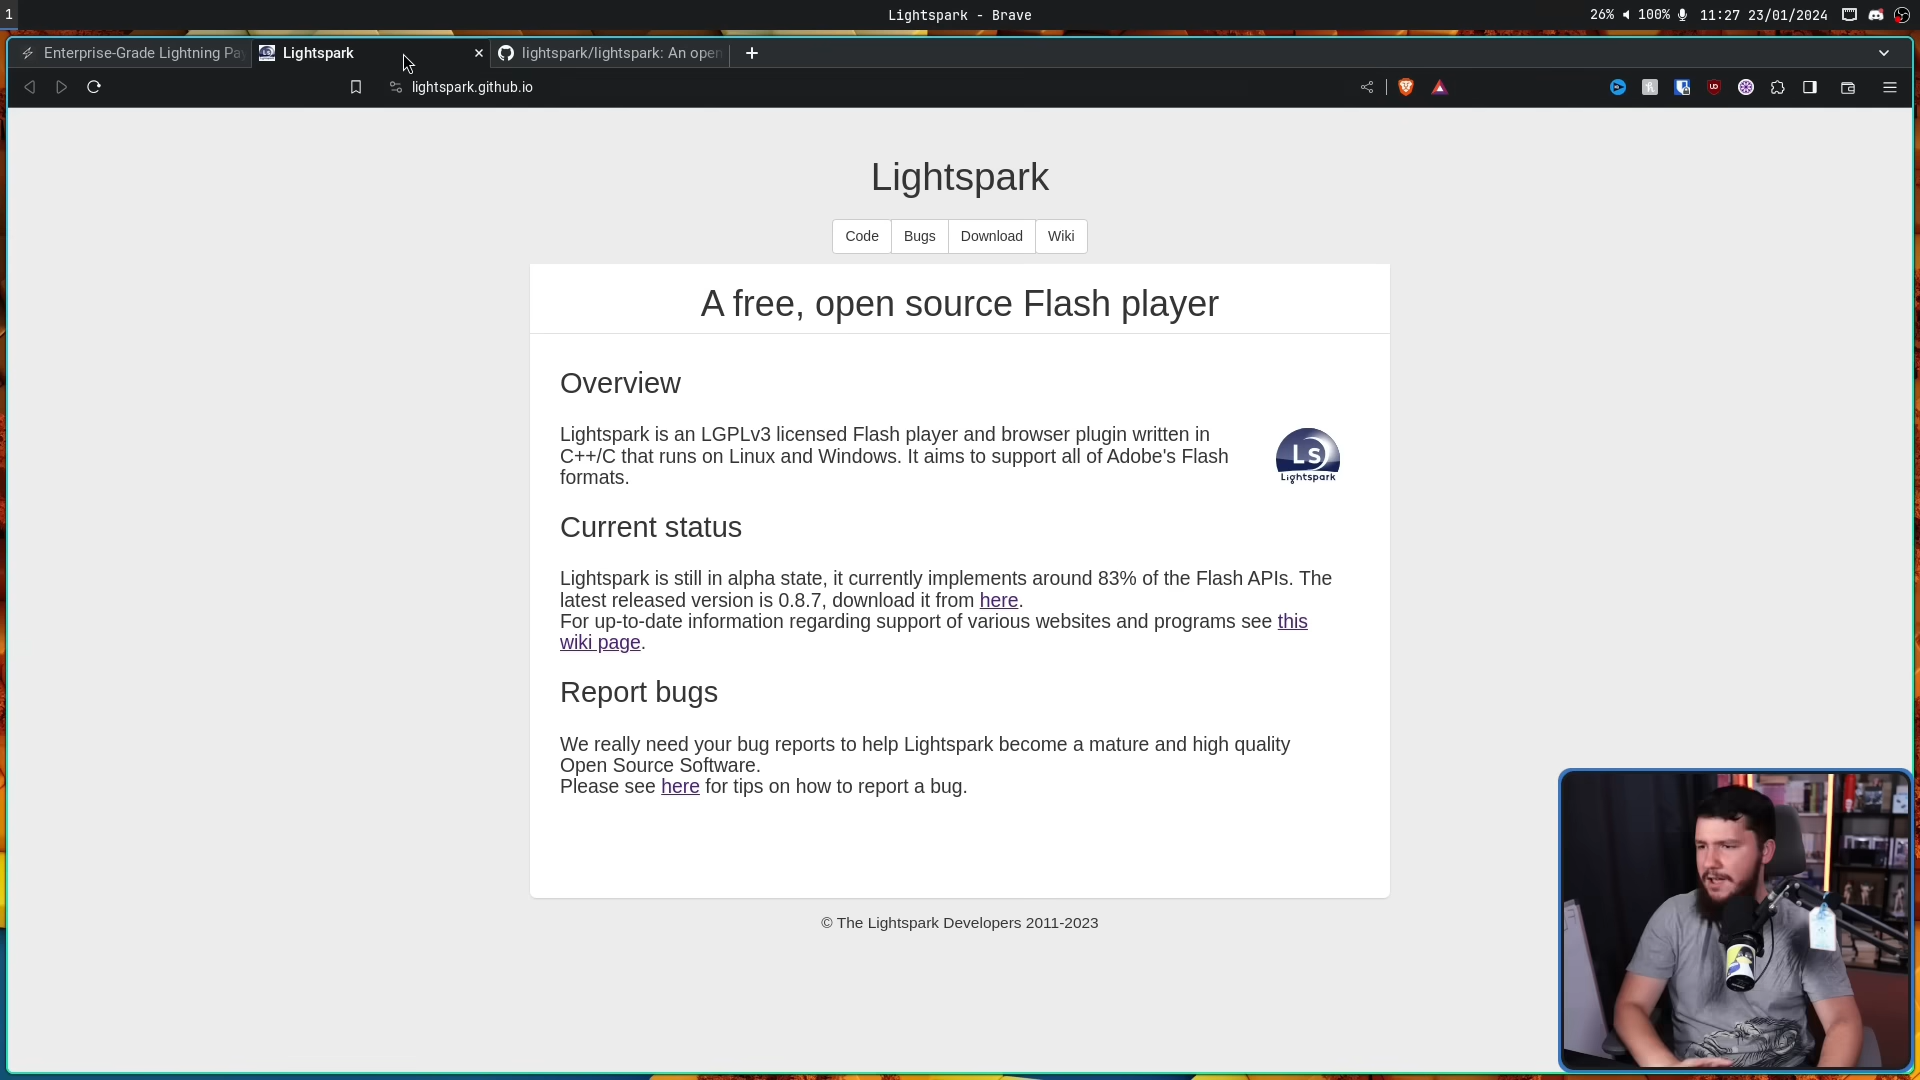 1
Lightspark - Brave
26% 100% 11:27 23/01/2024
Enterprise-Grade Lightning Pay
Lightspark
lightspark/lightspark: An open
lightspark.github.io
Lightspark
Code
Bugs
Download
Wiki
A free, open source Flash player
Overview
Lightspark is an LGPLv3 licensed Flash player and browser plugin written in
C++/C that runs on Linux and Windows. It aims to support all of Adobe's Flash
formats.
LS
Lightspark
Current status
Lightspark is still in alpha state, it currently implements around 83% of the Flash APIs. The
latest released version is 0.8.7, download it from here.
For up-to-date information regarding support of various websites and programs see this
wiki page.
Report bugs
We really need your bug reports to help Lightspark become a mature and high quality
Open Source Software.
Please see here for tips on how to report a bug.
© The Lightspark Developers 2011-2023